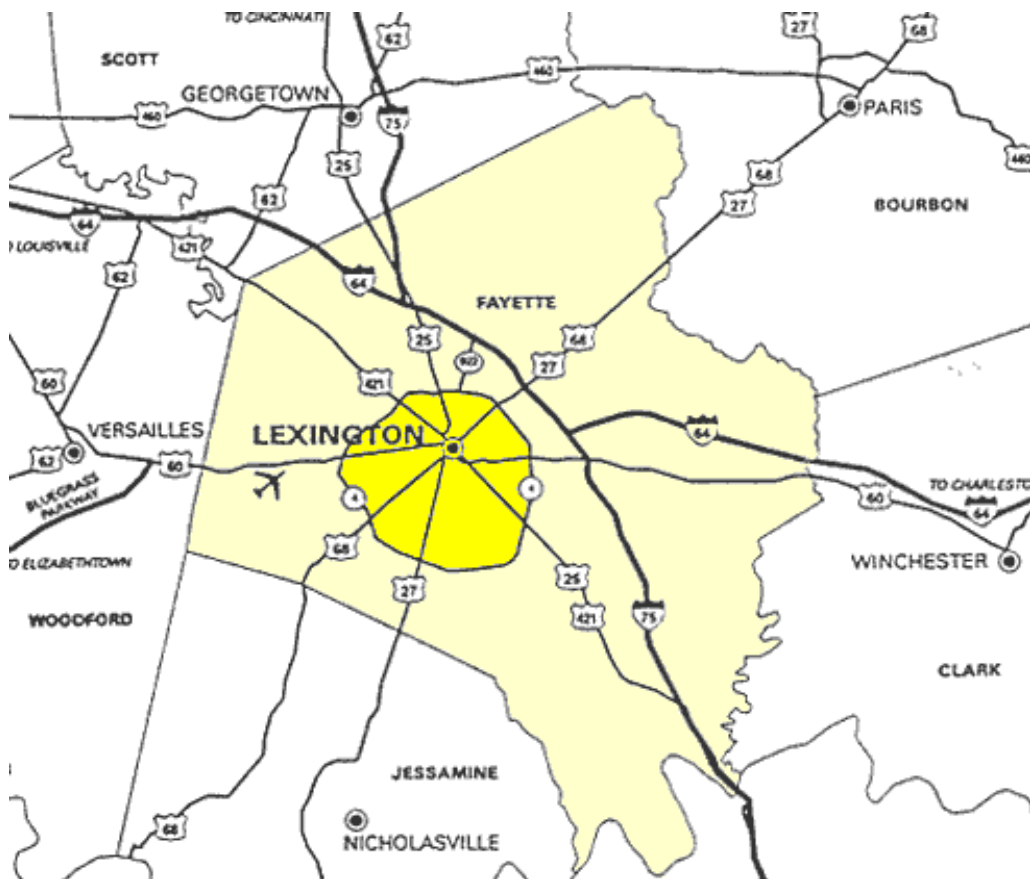 TO CINCINNATI
27
68
62
SCOTT
460
GEORGETOWN
PARIS
460
75
25
460
68
62
27
BOURBON
64
421
TO LOUISVILLE
62
64
FAYETTE
25
68
922
27
60
421
VERSAILLES
LEXINGTON
64
62
60
BLUEGRASS
PARKWAY
4
4
60
TO CHARLESTO
64
68
O ELIZABETHTOWN
WINCHESTER
25
27
WOODFORD
421
75
CLARK
JESSAMINE
68
NICHOLASVILLE